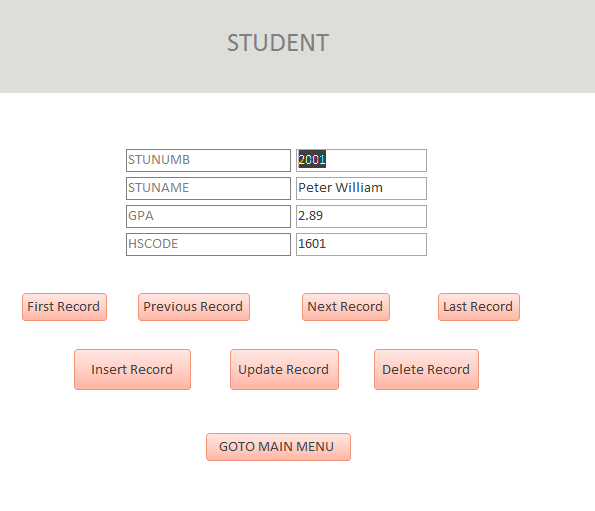 STUDENT
STUNUMB 2001
STUNAME Peter William
GPA 2.89
HSCODE 1601
First Record Previous Record Next Record Last Record
Insert Record Update Record Delete Record
GOTO MAIN MENU